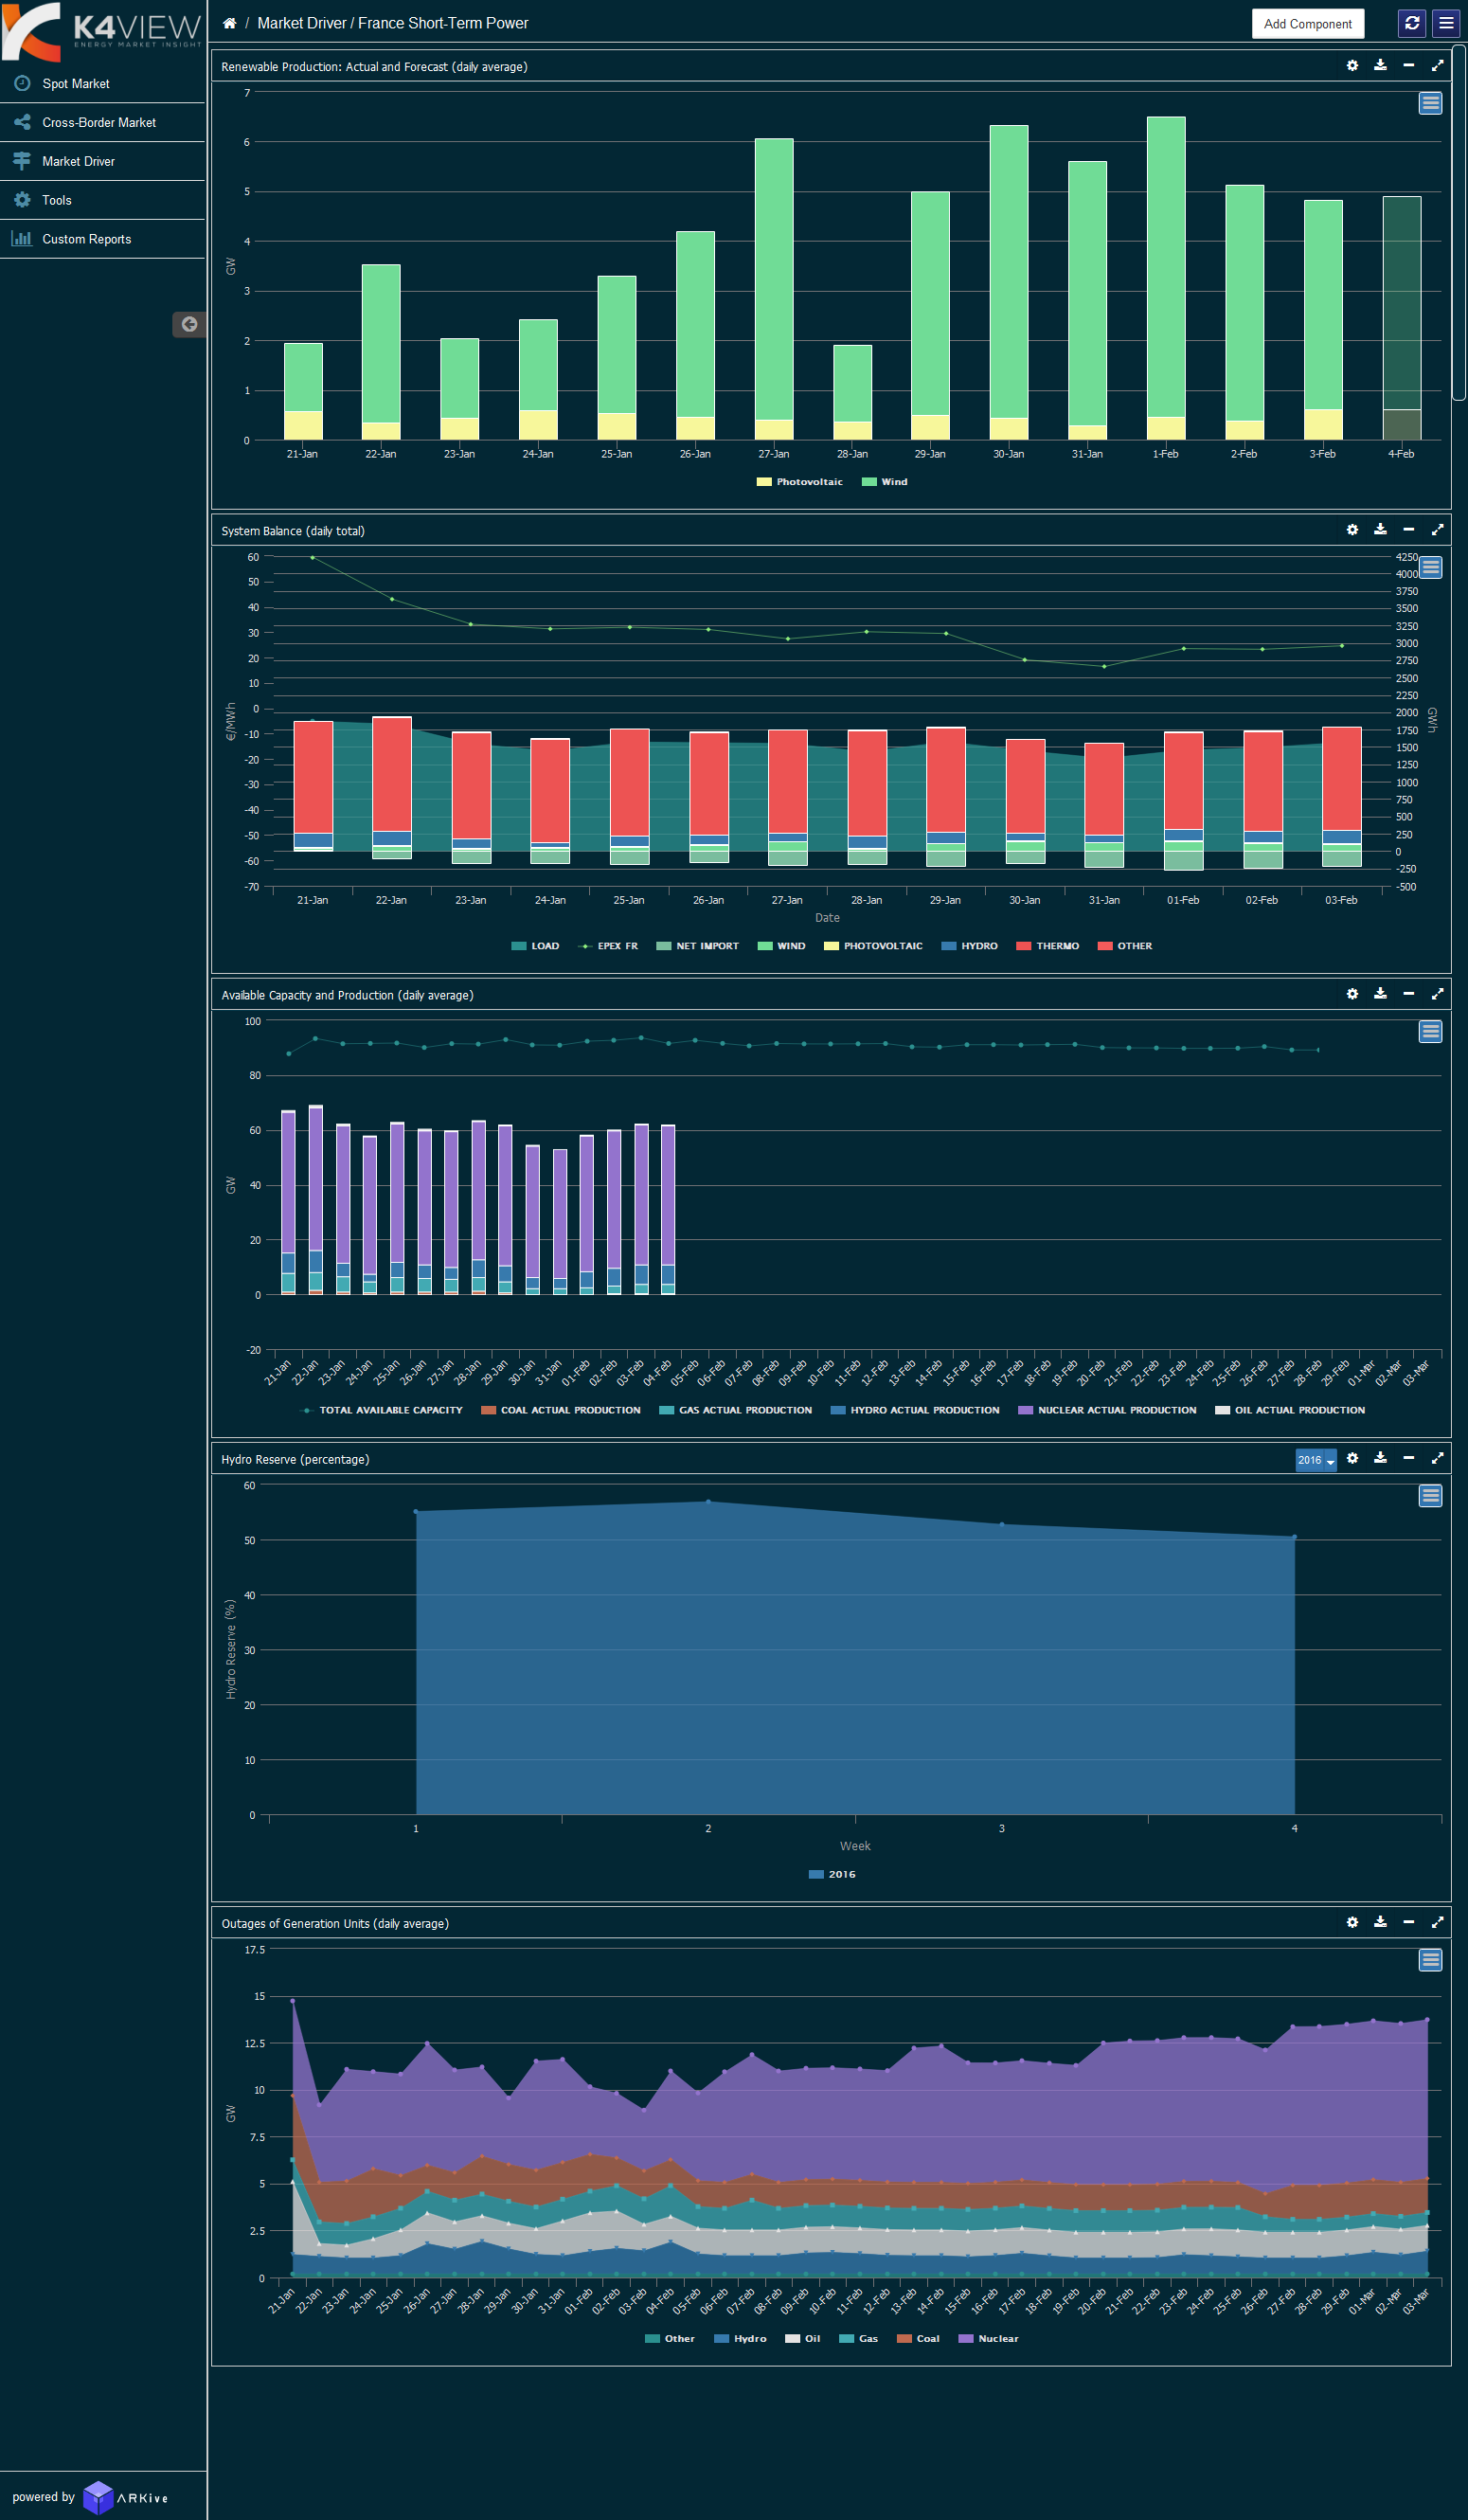 K4VIEW
ENERGY MARKET INSIGHT
Spot Market
Cross-Border Market
Market Driver
Tools
Custom Reports
/ Market Driver / France Short-Term Power
Add Component
Renewable Production: Actual and Forecast (daily average)
7
6
5
4
3
2
1
0
GW
21-Jan 22-Jan 23-Jan 24-Jan 25-Jan 26-Jan 27-Jan 28-Jan 29-Jan 30-Jan 31-Jan 1-Feb 2-Feb 3-Feb 4-Feb
Photovoltaic Wind
System Balance (daily total)
60
50
40
30
20
10
0
-10
-20
-30
-40
-50
-60
-70
€/MWh
4250
4000
3750
3500
3250
3000
2750
2500
2250
2000
1750
1500
1250
1000
750
500
250
0
-250
-500
GWh
21-Jan 22-Jan 23-Jan 24-Jan 25-Jan 26-Jan 27-Jan 28-Jan 29-Jan 30-Jan 31-Jan 01-Feb 02-Feb 03-Feb
Date
LOAD EPEX FR NET IMPORT WIND PHOTOVOLTAIC HYDRO THERMO OTHER
Available Capacity and Production (daily average)
100
80
60
40
20
0
-20
GW
21-Jan 22-Jan 23-Jan 24-Jan 25-Jan 26-Jan 27-Jan 28-Jan 29-Jan 30-Jan 31-Jan 01-Feb 02-Feb 03-Feb 04-Feb 05-Feb 06-Feb 07-Feb 08-Feb 09-Feb 10-Feb 11-Feb 12-Feb 13-Feb 14-Feb 15-Feb 16-Feb 17-Feb 18-Feb 19-Feb 20-Feb 21-Feb 22-Feb 23-Feb 24-Feb 25-Feb 26-Feb 27-Feb 28-Feb 29-Feb 01-Mar 02-Mar 03-Mar
TOTAL AVAILABLE CAPACITY COAL ACTUAL PRODUCTION GAS ACTUAL PRODUCTION HYDRO ACTUAL PRODUCTION NUCLEAR ACTUAL PRODUCTION OIL ACTUAL PRODUCTION
Hydro Reserve (percentage)
2016
60
50
40
30
20
10
0
Hydro Reserve (%)
1 2 3 4
Week
2016
Outages of Generation Units (daily average)
17.5
15
12.5
10
7.5
5
2.5
0
GW
21-Jan 22-Jan 23-Jan 24-Jan 25-Jan 26-Jan 27-Jan 28-Jan 29-Jan 30-Jan 31-Jan 01-Feb 02-Feb 03-Feb 04-Feb 05-Feb 06-Feb 07-Feb 08-Feb 09-Feb 10-Feb 11-Feb 12-Feb 13-Feb 14-Feb 15-Feb 16-Feb 17-Feb 18-Feb 19-Feb 20-Feb 21-Feb 22-Feb 23-Feb 24-Feb 25-Feb 26-Feb 27-Feb 28-Feb 29-Feb 01-Mar 02-Mar 03-Mar
Other Hydro Oil Gas Coal Nuclear
powered by ARKive